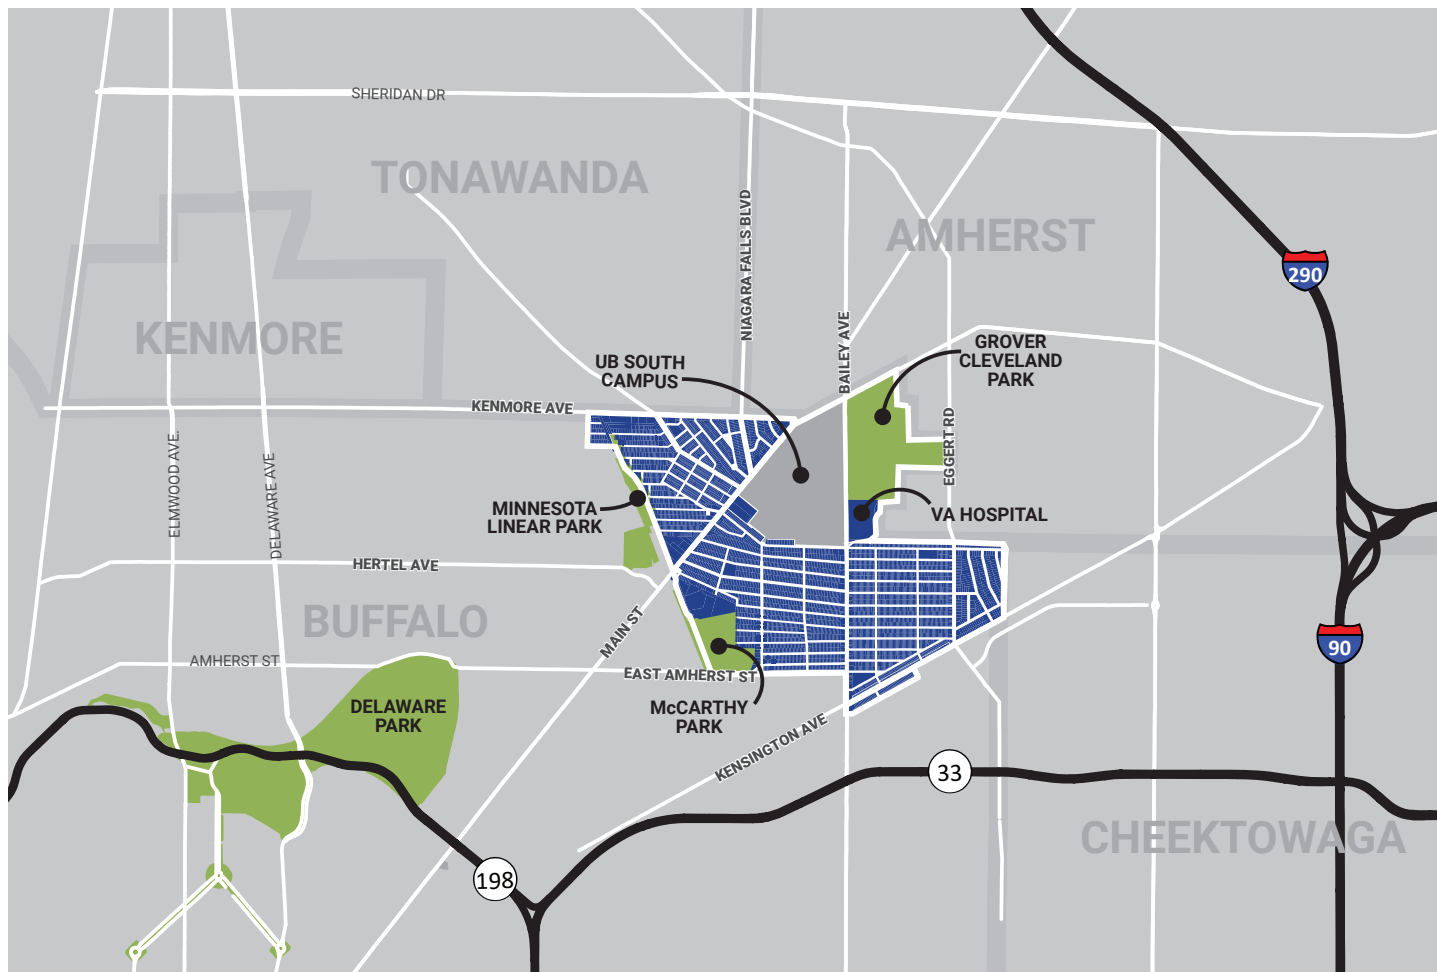 SHERIDAN DR
TONAWANDA
NIAGARA FALLS BLVD
AMHERST
290
KENMORE
BAILEY AVE
UB SOUTH
CAMPUS
GROVER
CLEVELAND
PARK
KENMORE AVE
EGGERT RD
ELMWOOD AVE.
DELAWARE AVE
MINNESOTA
LINEAR PARK
VA HOSPITAL
HERTEL AVE
BUFFALO
MAIN ST
90
AMHERST ST
EAST AMHERST ST
DELAWARE
PARK
McCARTHY
PARK
KENSINGTON AVE
33
CHEEKTOWAGA
198